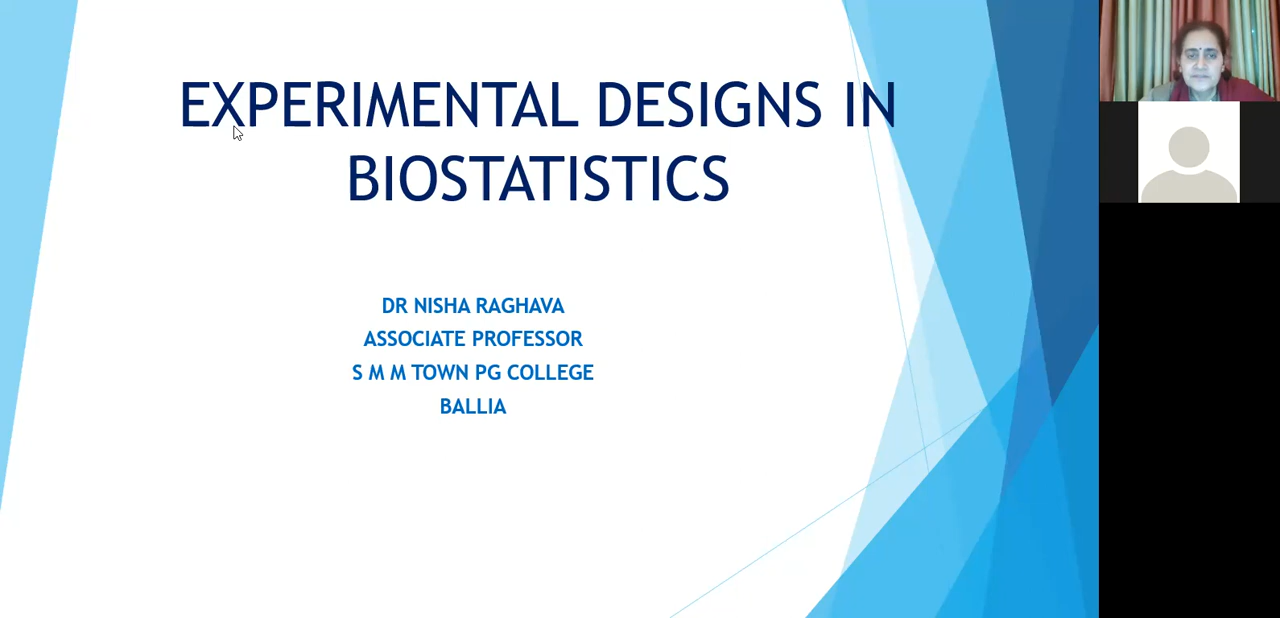 EXPERIMENTAL DESIGNS IN
BIOSTATISTICS
DR NISHA RAGHAVA
ASSOCIATE PROFESSOR
S M M TOWN PG COLLEGE
BALLIA